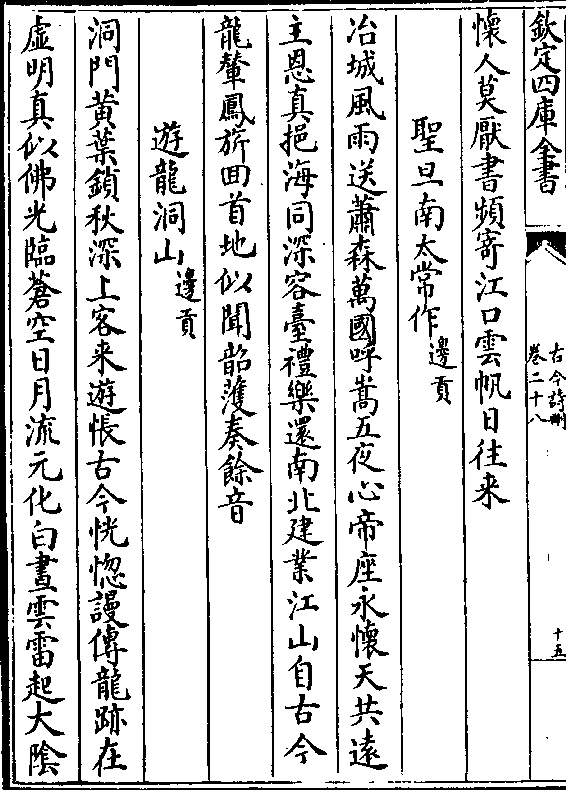 欽定四庫全書
古今詩刪
卷二十八
十五
懷人莫厭書頻寄江口雲帆日往来
聖旦南太常作邊貢
冶城風雨送蕭森萬國呼嵩五夜心帝座永懷天共遠
主恩真挹海同深容臺禮樂還南北建業江山自古今
龍輦鳳旂回首地似聞韶濩奏餘音
遊龍洞山邊貢
洞門黄葉鎖秋深上客来遊悵古今恍惚謾傳龍跡在
虚明真似佛光臨蒼空日月流元化白晝雲雷起大隂